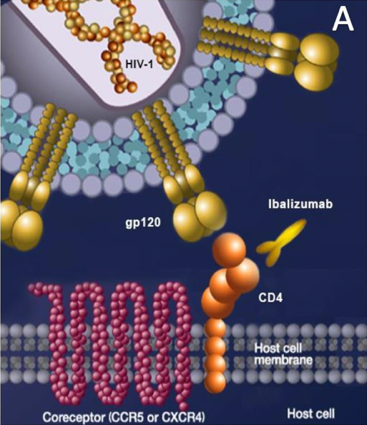 A
HIV-1
gp120
Ibalizumab
CD4
Host cell
membrane
Coreceptor (CCR5 or CXCR4)
Host cell